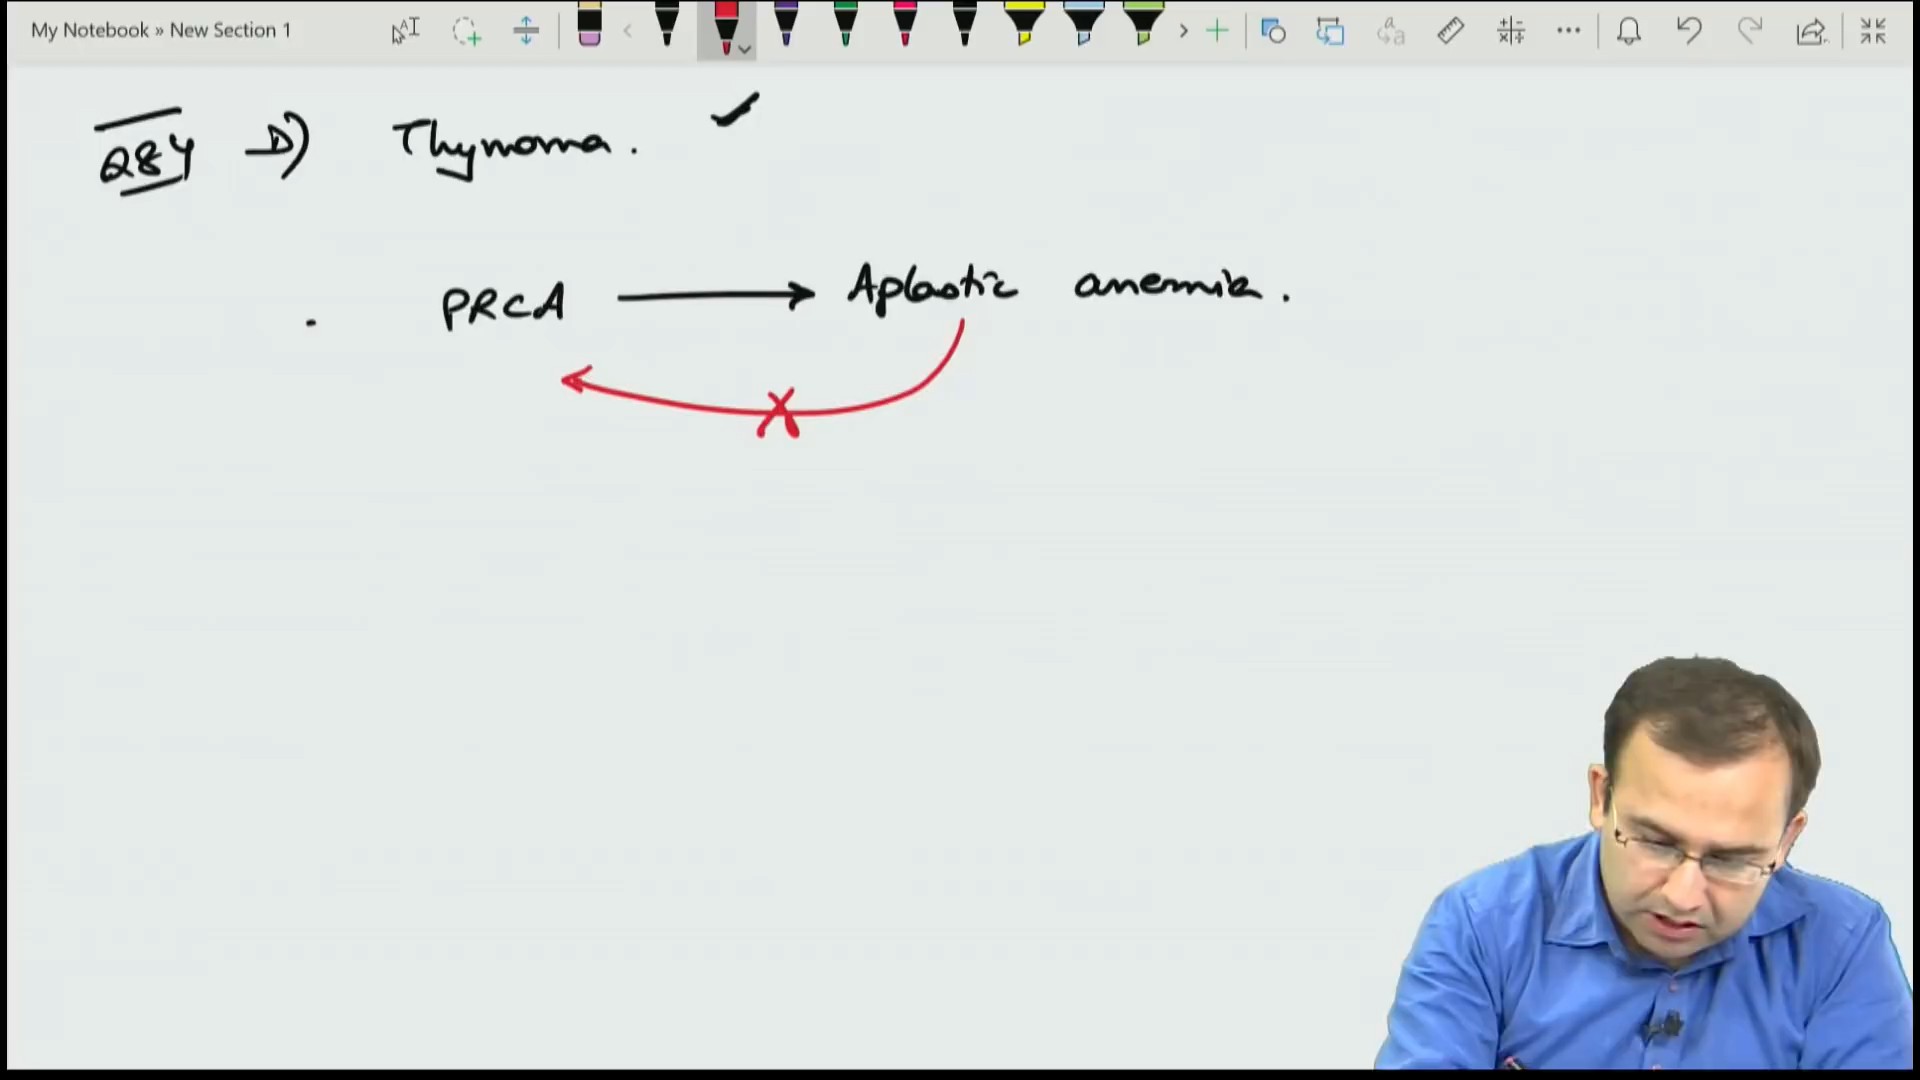 My Notebook » New Section 1
Q84 D) Thymoma.
PRCA → Aplastic anemia.
X